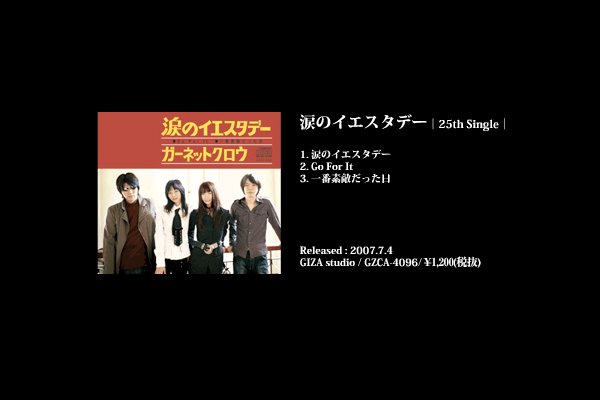 涙のイエスタデー
ガーネットクロウ
涙のイエスタデー | 25th Single |
1. 涙のイエスタデー
2. Go For It
3. 一番素敵だった日
Released : 2007.7.4
GIZA studio / GZCA-4096/ ¥1,200(税抜)